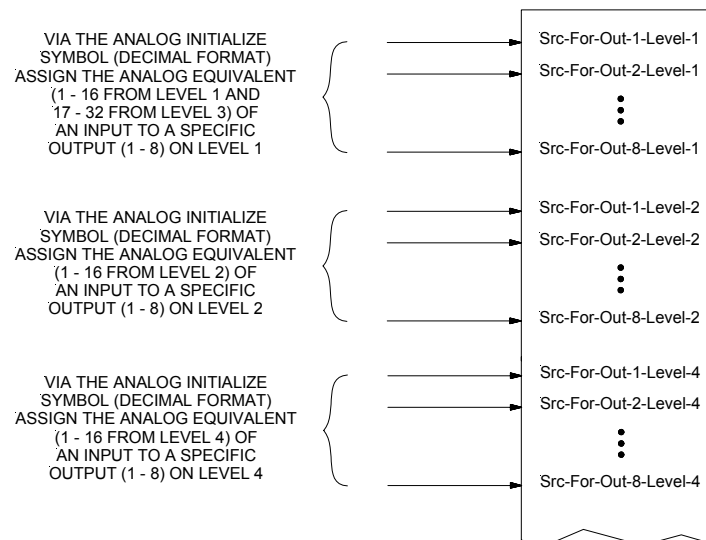 VIA THE ANALOG INITIALIZE
SYMBOL (DECIMAL FORMAT)
ASSIGN THE ANALOG EQUIVALENT
(1 - 16 FROM LEVEL 1 AND
17 - 32 FROM LEVEL 3) OF
AN INPUT TO A SPECIFIC
OUTPUT (1 - 8) ON LEVEL 1
Src-For-Out-1-Level-1
Src-For-Out-2-Level-1
Src-For-Out-8-Level-1
VIA THE ANALOG INITIALIZE
SYMBOL (DECIMAL FORMAT)
ASSIGN THE ANALOG EQUIVALENT
(1 - 16 FROM LEVEL 2) OF
AN INPUT TO A SPECIFIC
OUTPUT (1 - 8) ON LEVEL 2
Src-For-Out-1-Level-2
Src-For-Out-2-Level-2
Src-For-Out-8-Level-2
VIA THE ANALOG INITIALIZE
SYMBOL (DECIMAL FORMAT)
ASSIGN THE ANALOG EQUIVALENT
(1 - 16 FROM LEVEL 4) OF
AN INPUT TO A SPECIFIC
OUTPUT (1 - 8) ON LEVEL 4
Src-For-Out-1-Level-4
Src-For-Out-2-Level-4
Src-For-Out-8-Level-4